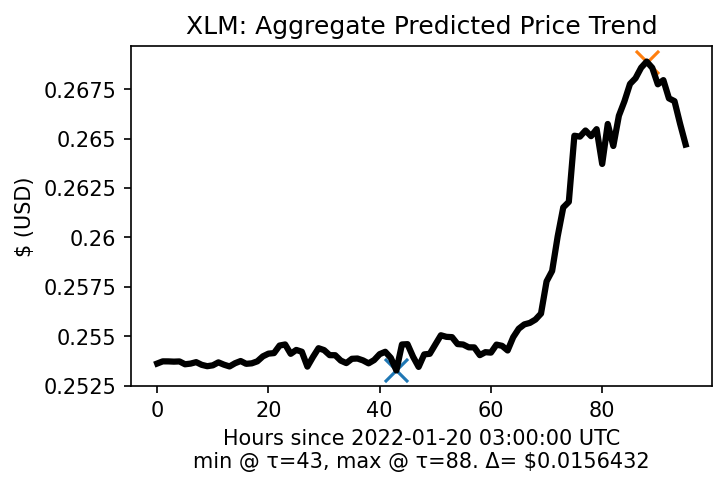 XLM: Aggregate Predicted Price Trend
0.2675
0.265
0.2625
0.26
0.2575
0.255
0.2525
$ (USD)
0 20 40 60 80
Hours since 2022-01-20 03:00:00 UTC
min @ τ=43, max @ τ=88. Δ= $0.0156432